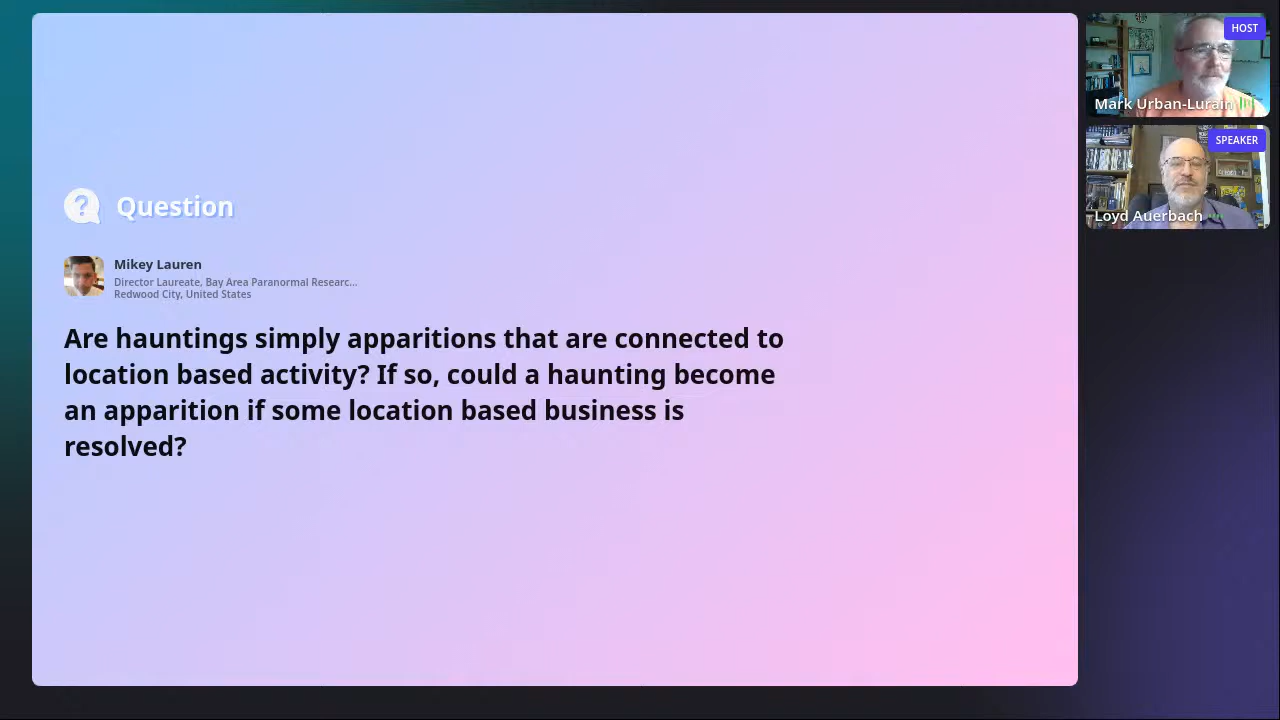 Question
Mikey Lauren
Director Laureate, Bay Area Paranormal Researc...
Redwood City, United States
Are hauntings simply apparitions that are connected to
location based activity? If so, could a haunting become
an apparition if some location based business is
resolved?
HOST
Mark Urban-Lurain
SPEAKER
Loyd Auerbach